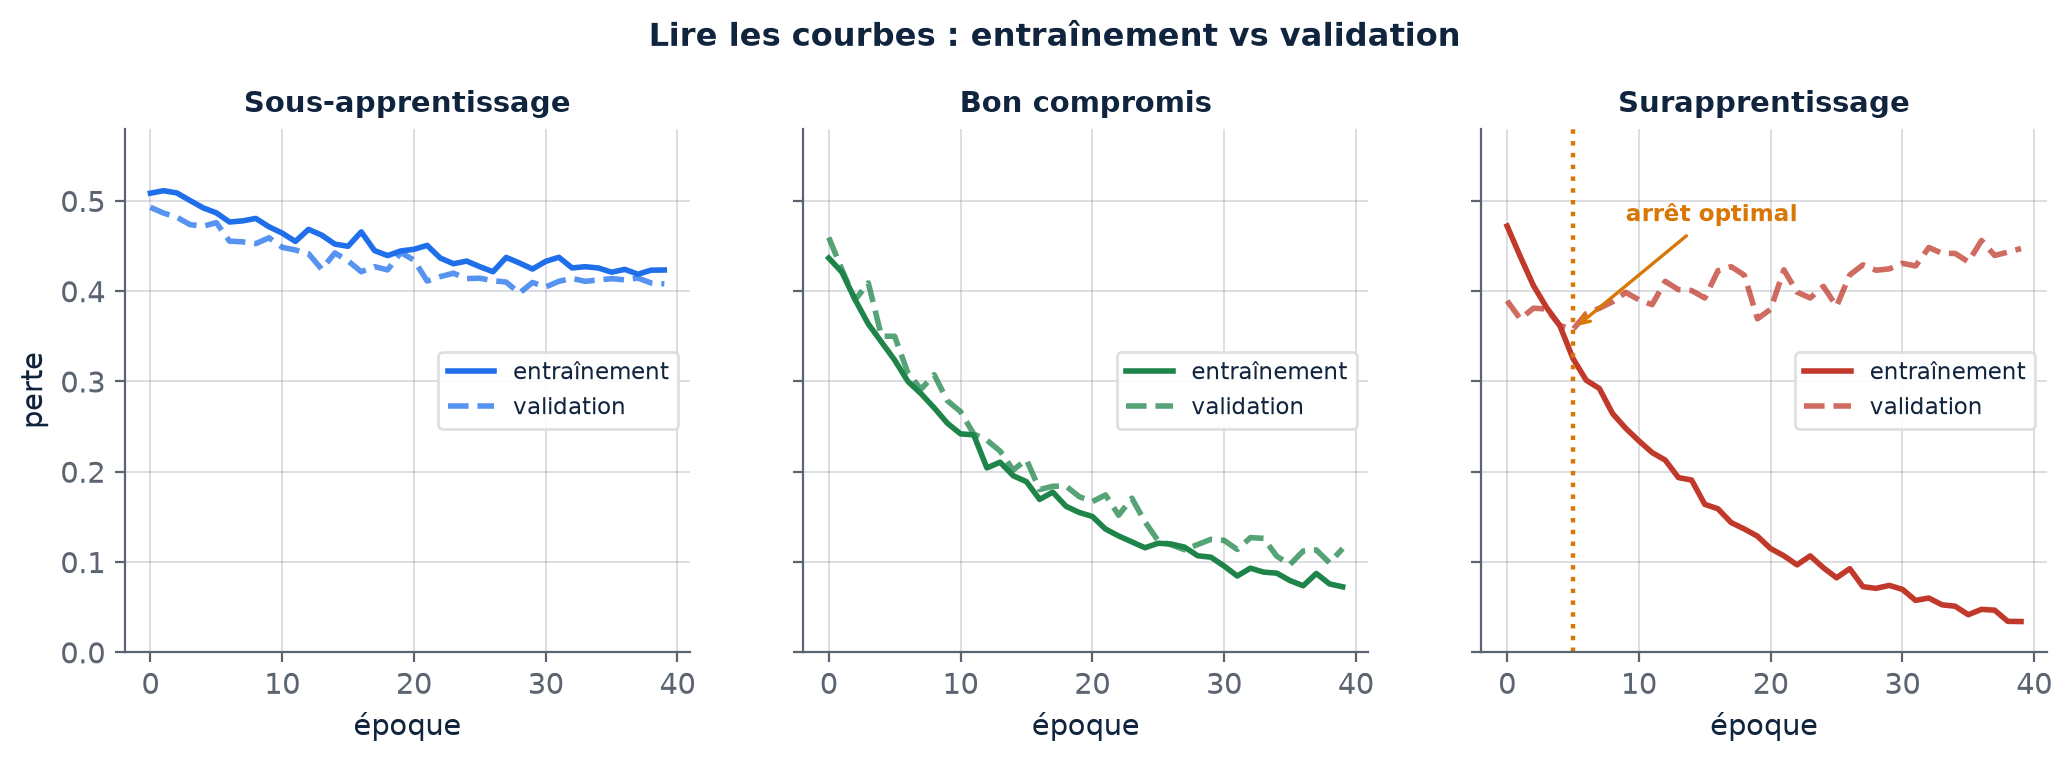 Lire les courbes : entraînement vs validation
Sous-apprentissage
perte
0.5
0.4
0.3
0.2
0.1
0.0
entraînement
validation
0 10 20 30 40
époque
Bon compromis
entraînement
validation
0 10 20 30 40
époque
Surapprentissage
arrêt optimal
entraînement
validation
0 10 20 30 40
époque